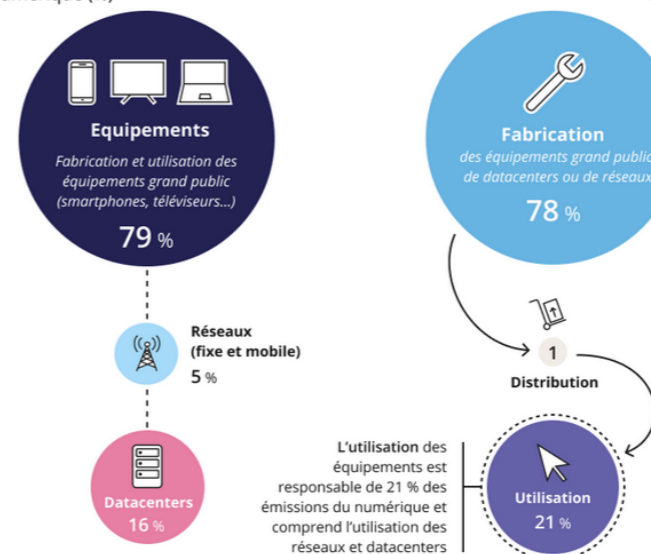 Equipements
Fabrication et utilisation des
équipements grand public
(smartphones, téléviseurs...)
79 %
Réseaux
(fixe et mobile)
5 %
Datacenters
16 %
Fabrication
des équipements grand public
de datacenters ou de réseaux
78 %
1
Distribution
L'utilisation des
équipements est
responsable de 21 % des
émissions du numérique et
comprend l'utilisation des
réseaux et datacenters
Utilisation
21 %